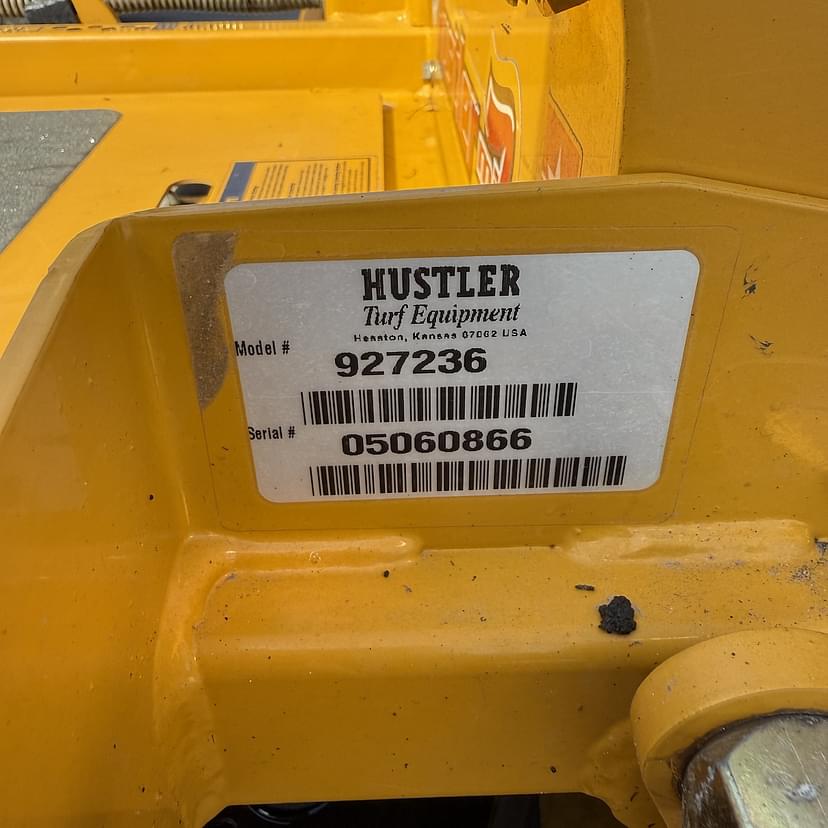 HUSTLER
Turf Equipment
Hesston, Kansas 67062 USA
Model #
927236
Serial #
05060866